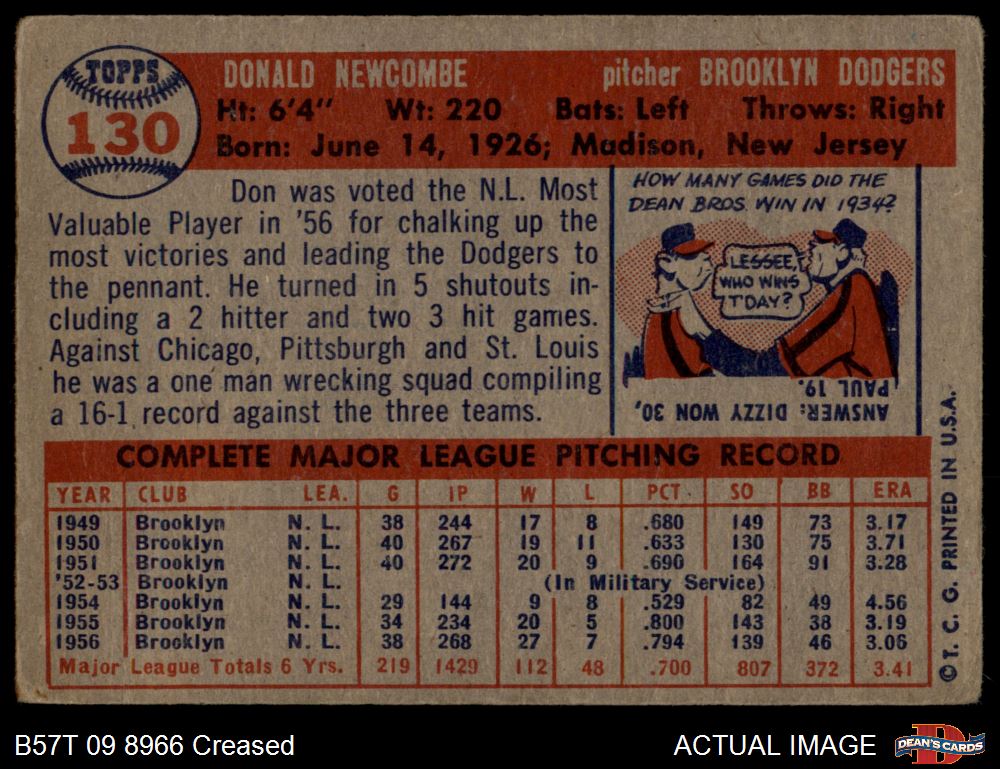 TOPPS
130
DONALD NEWCOMBE pitcher BROOKLYN DODGERS
Ht: 6'4" Wt: 220 Bats: Left Throws: Right
Born: June 14, 1926; Madison, New Jersey
Don was voted the N.L. Most
Valuable Player in '56 for chalking up the
most victories and leading the Dodgers to
the pennant. He turned in 5 shutouts in-
cluding a 2 hitter and two 3 hit games.
Against Chicago, Pittsburgh and St. Louis
he was a one man wrecking squad compiling
a 16-1 record against the three teams.
HOW MANY GAMES DID THE
DEAN BROS. WIN IN 1934?
LESSEE,
WHO WINS
T'DAY?
ANSWER: DIZZY WON 30,
PAUL 19.
COMPLETE MAJOR LEAGUE PITCHING RECORD
YEAR CLUB LEA. G IP W L PCT. SO BB ERA
1949 Brooklyn N. L. 38 244 17 8 .680 149 73 3.17
1950 Brooklyn N. L. 40 267 19 11 .633 130 75 3.71
1951 Brooklyn N. L. 40 272 20 9 .690 164 91 3.28
'52-53 Brooklyn N. L. (In Military Service)
1954 Brooklyn N. L. 29 144 9 8 .529 82 49 4.56
1955 Brooklyn N. L. 34 234 20 5 .800 143 38 3.19
1956 Brooklyn N. L. 38 268 27 7 .794 139 46 3.06
Major League Totals 6 Yrs. 219 1429 112 48 .700 807 372 3.41
©T. C. G. PRINTED IN U.S.A.
B57T 09 8966 Creased
ACTUAL IMAGE
D
DEAN'S CARDS